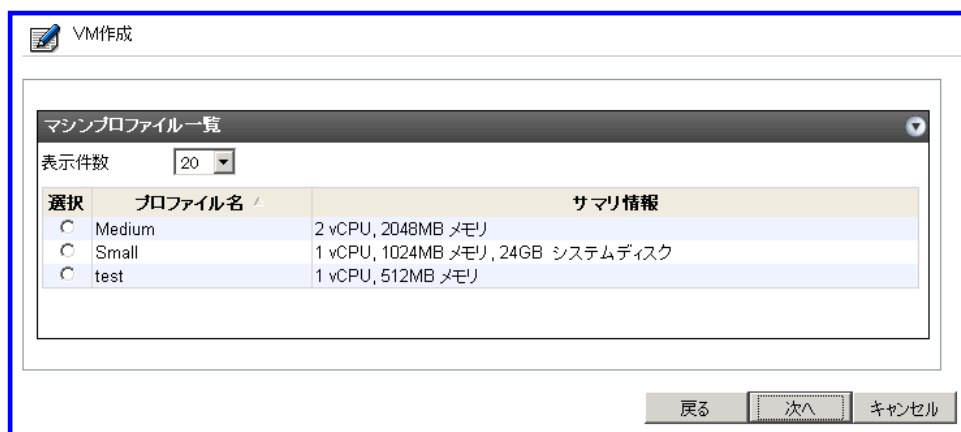 VM作成
マシンプロファイル一覧
表示件数 20
選択 プロファイル名 サマリ情報
Medium 2 vCPU, 2048MB メモリ
Small 1 vCPU, 1024MB メモリ, 24GB システムディスク
test 1 vCPU, 512MB メモリ
戻る 次へ キャンセル